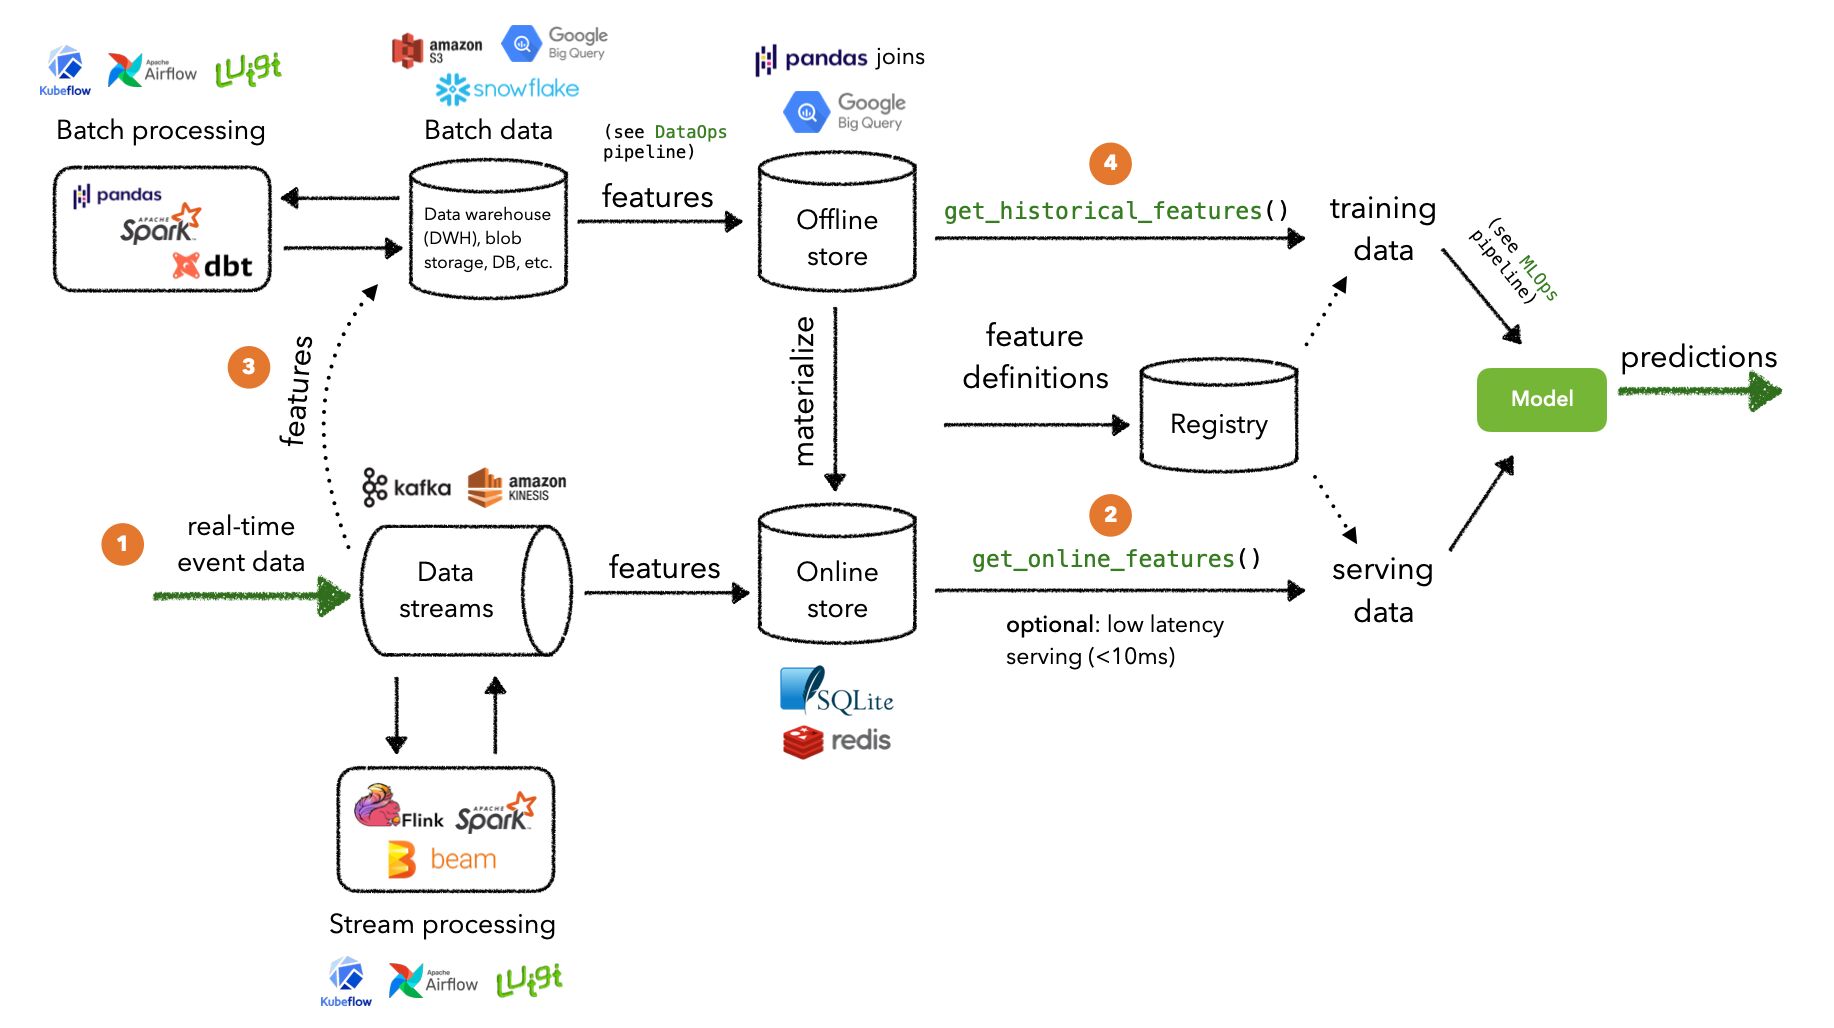 Kubeflow
Apache
Airflow
Luigi
Batch processing
pandas
APACHE
Spark
dbt
amazon
S3
Google
Big Query
snowflake
Batch data
Data warehouse
(DWH), blob
storage, DB, etc.
(see DataOps
pipeline)
features
pandas joins
Google
Big Query
Offline
store
4
get_historical_features()
training
data
(see MLOps
pipeline)
3
features
materialize
feature
definitions
Registry
Model
predictions
1
real-time
event data
kafka
amazon
KINESIS
Data
streams
features
Online
store
2
get_online_features()
optional: low latency
serving (<10ms)
serving
data
SQLite
redis
Flink
APACHE
Spark
beam
Stream processing
Kubeflow
Apache
Airflow
Luigi